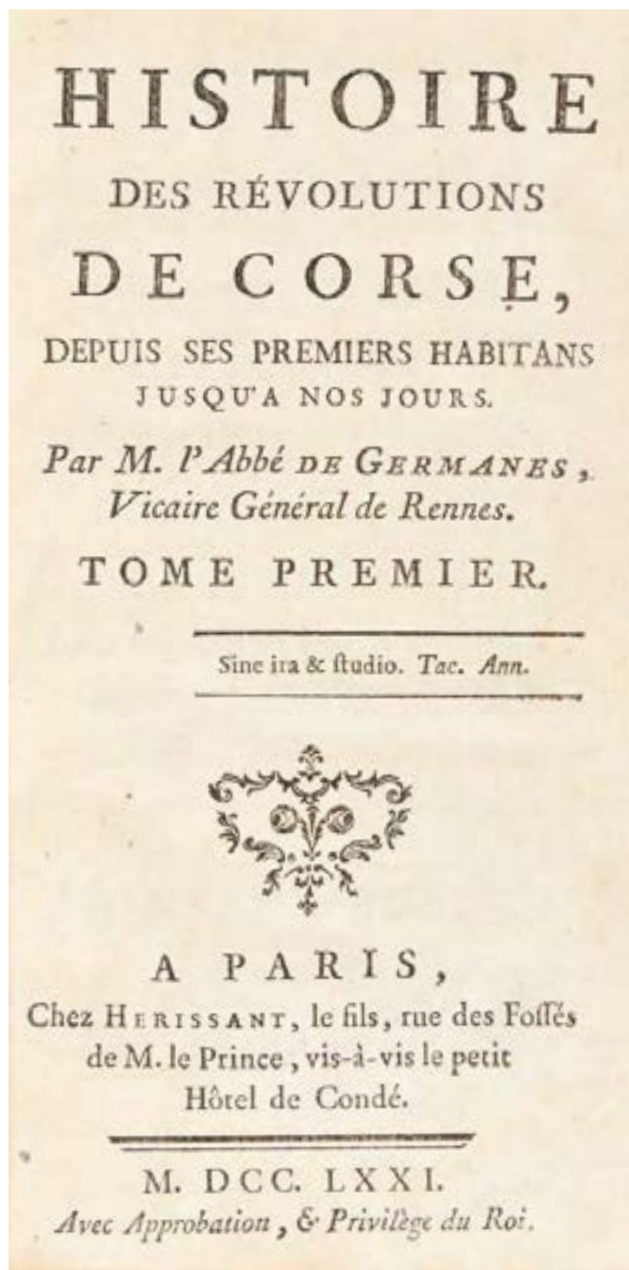 HISTOIRE
DES RÉVOLUTIONS
DE CORSE,
DEPUIS SES PREMIERS HABITANS
JUSQU'A NOS JOURS.
Par M. l'Abbé DE GERMANES,
Vicaire Général de Rennes.
TOME PREMIER.
Sine ira & ſtudio. Tac. Ann.
A PARIS,
Chez HERISSANT, le fils, rue des Foſſés
de M. le Prince, vis-à-vis le petit
Hôtel de Condé.
M. DCC. LXXI.
Avec Approbation, & Privilège du Roi.